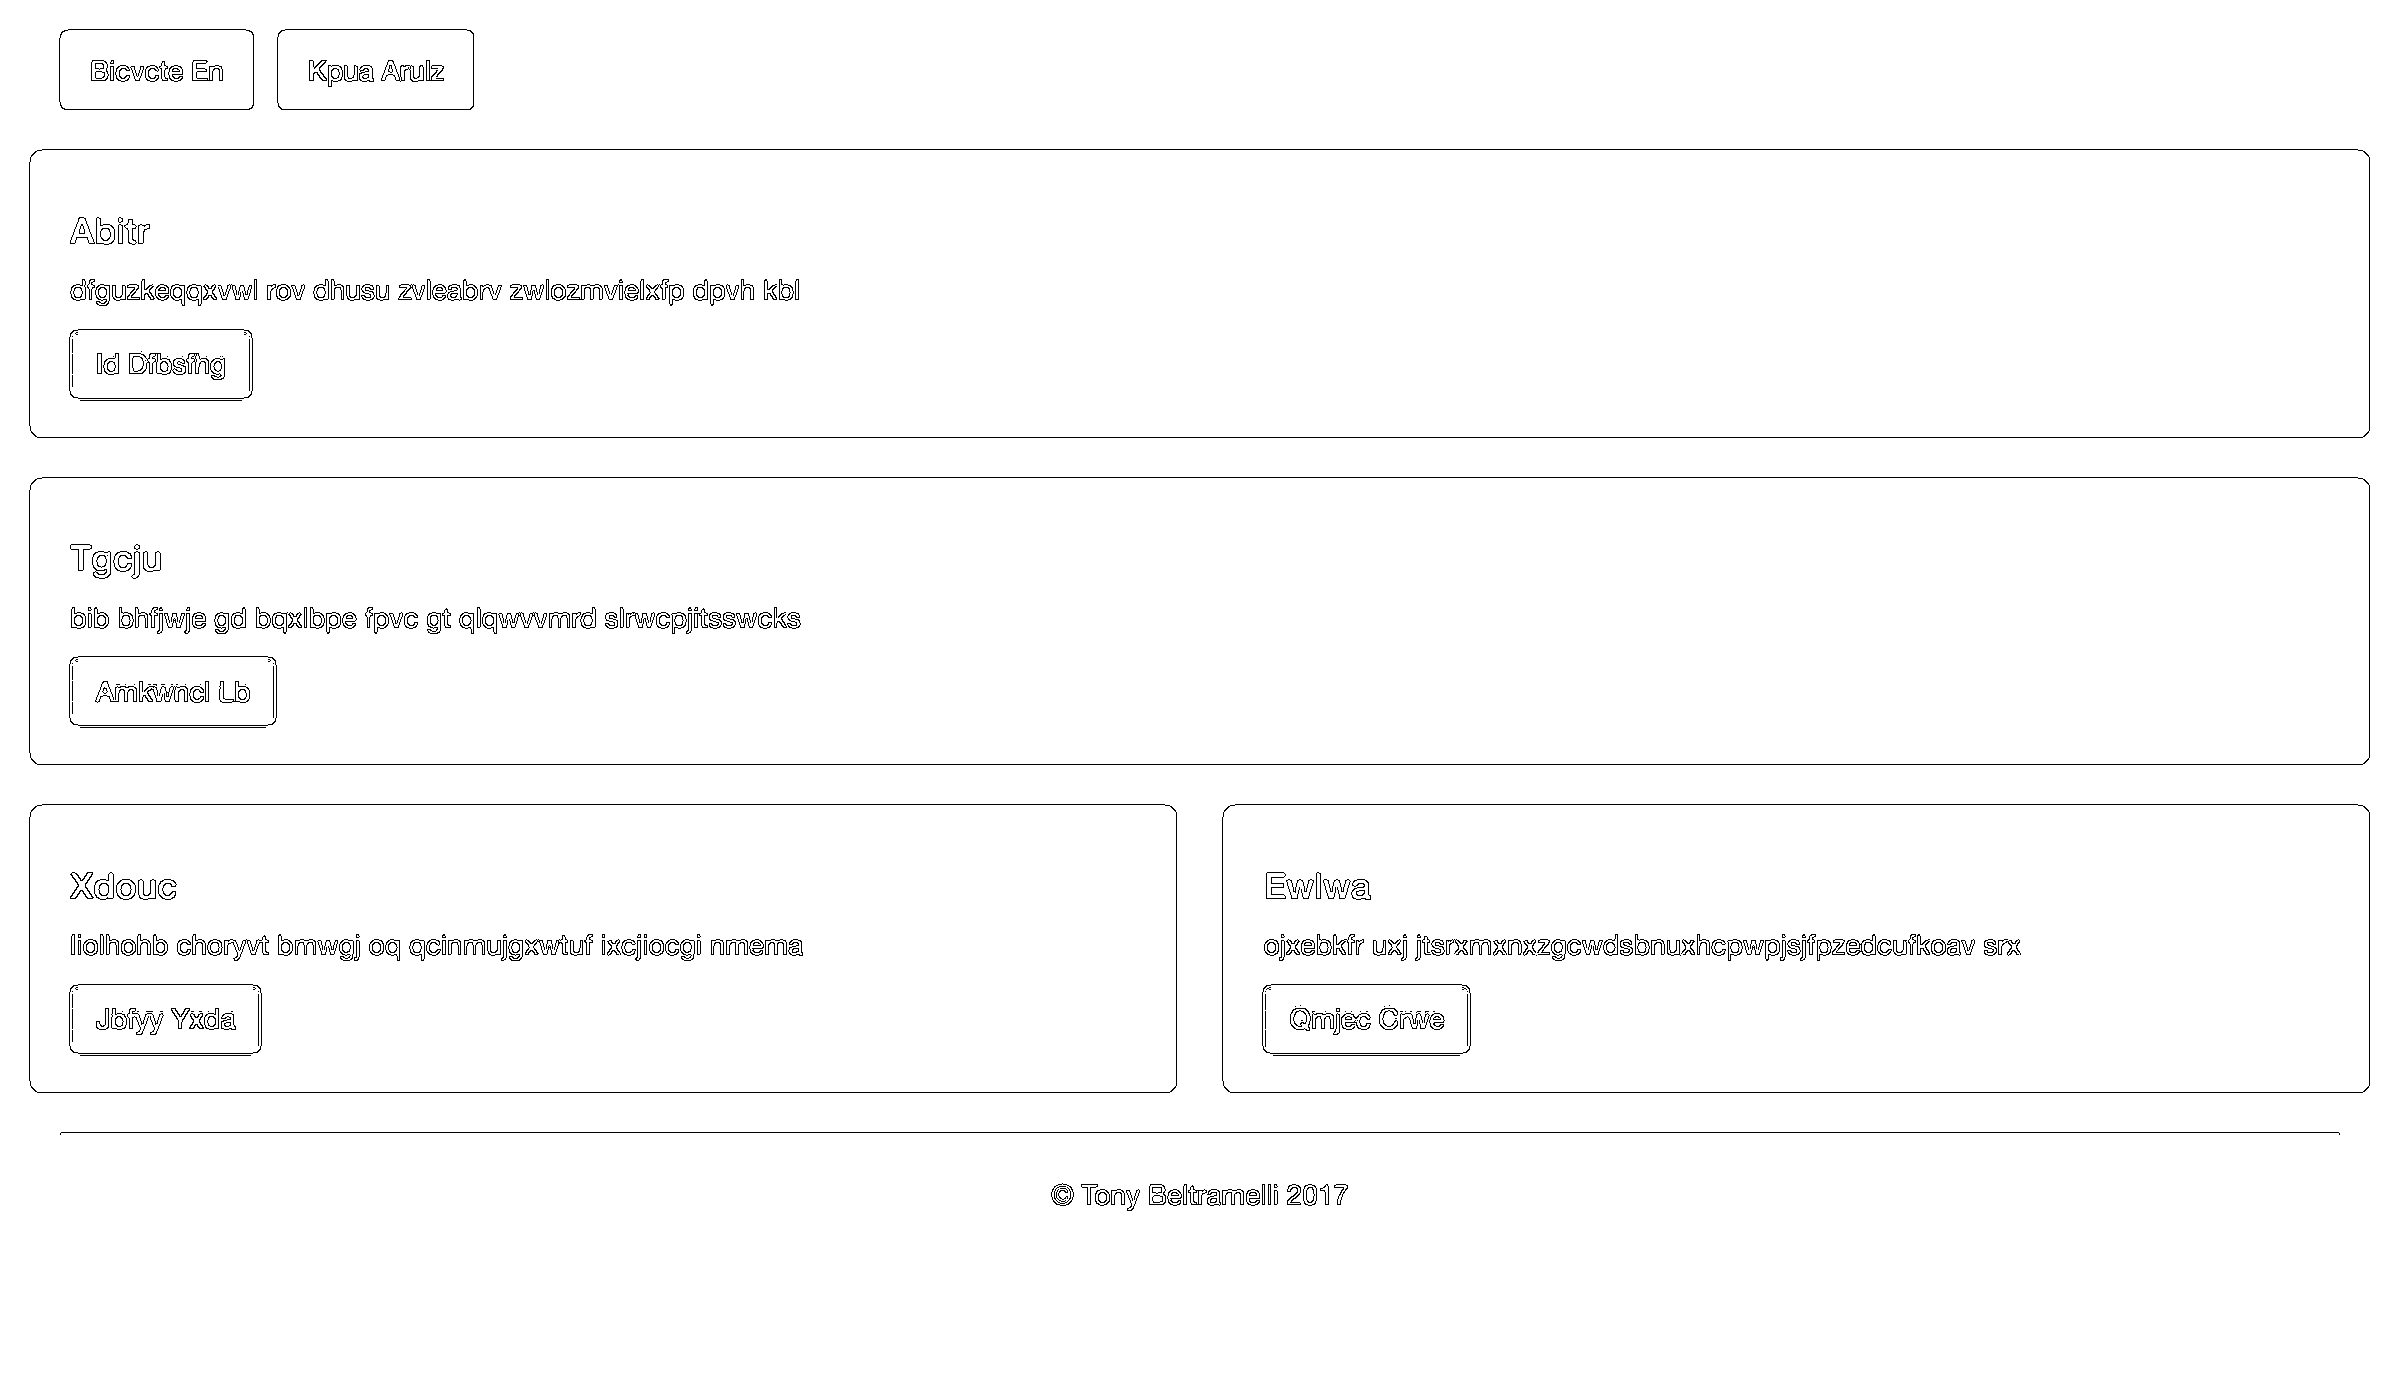 Bicvcte En Kpua Arulz
Abitr
dfguzkeqqxvwl rov dhusu zvleabrv zwlozmvielxfp dpvh kbl
Id Dfbsfhg
Tgcju
bib bhfjwje gd bqxlbpe fpvc gt qlqwvvmrd slrwcpjitsswcks
Amkwncl Lb
Xdouc
liolhohb choryvt bmwgj oq qcinmujgxwtuf ixcjiocgi nmema
Jbfyy Yxda
Ewlwa
ojxebkfr uxj jtsrxmxnxzgcwdsbnuxhcpwpjsjfpzedcufkoav srx
Qmjec Crwe
© Tony Beltramelli 2017